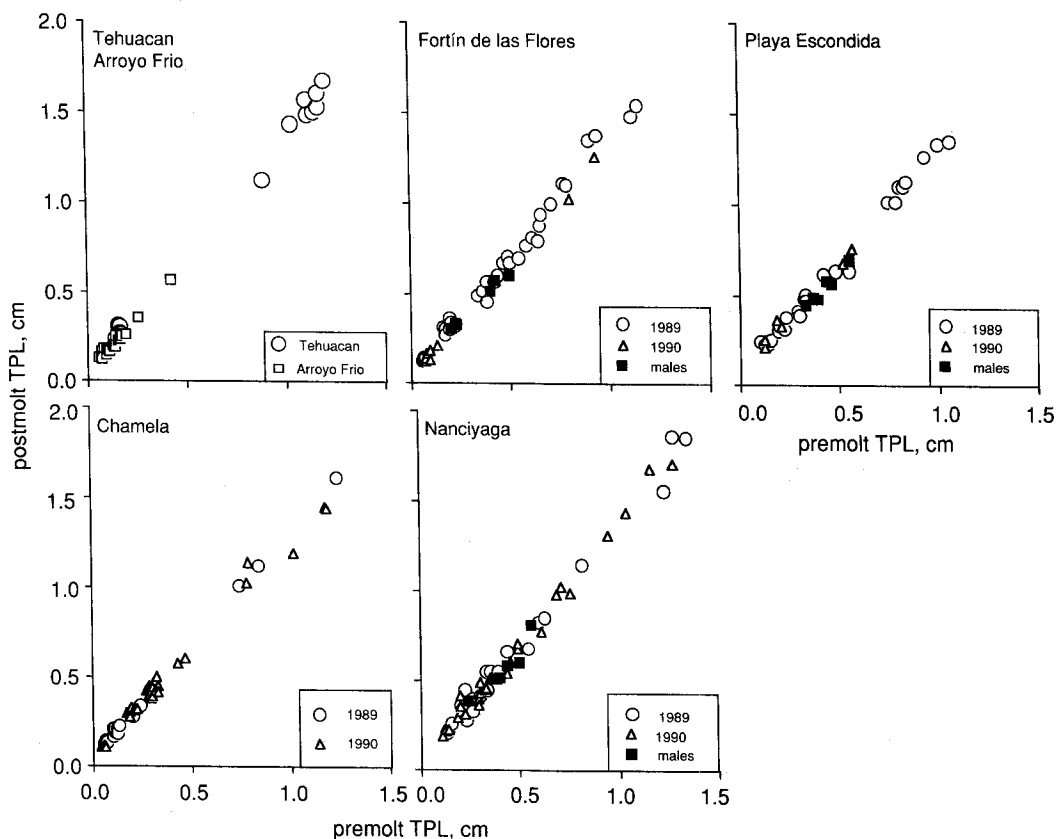 2.0
1.5
1.0
0.5
0.0
Tehuacan
Arroyo Frio
Tehuacan
Arroyo Frio
Fortín de las Flores
1989
1990
males
Playa Escondida
1989
1990
males
0.0 0.5 1.0 1.5
premolt TPL, cm
postmolt TPL, cm
2.0
1.5
1.0
0.5
0.0
Chamela
1989
1990
0.0 0.5 1.0 1.5
Nanciyaga
1989
1990
males
0.0 0.5 1.0 1.5
premolt TPL, cm